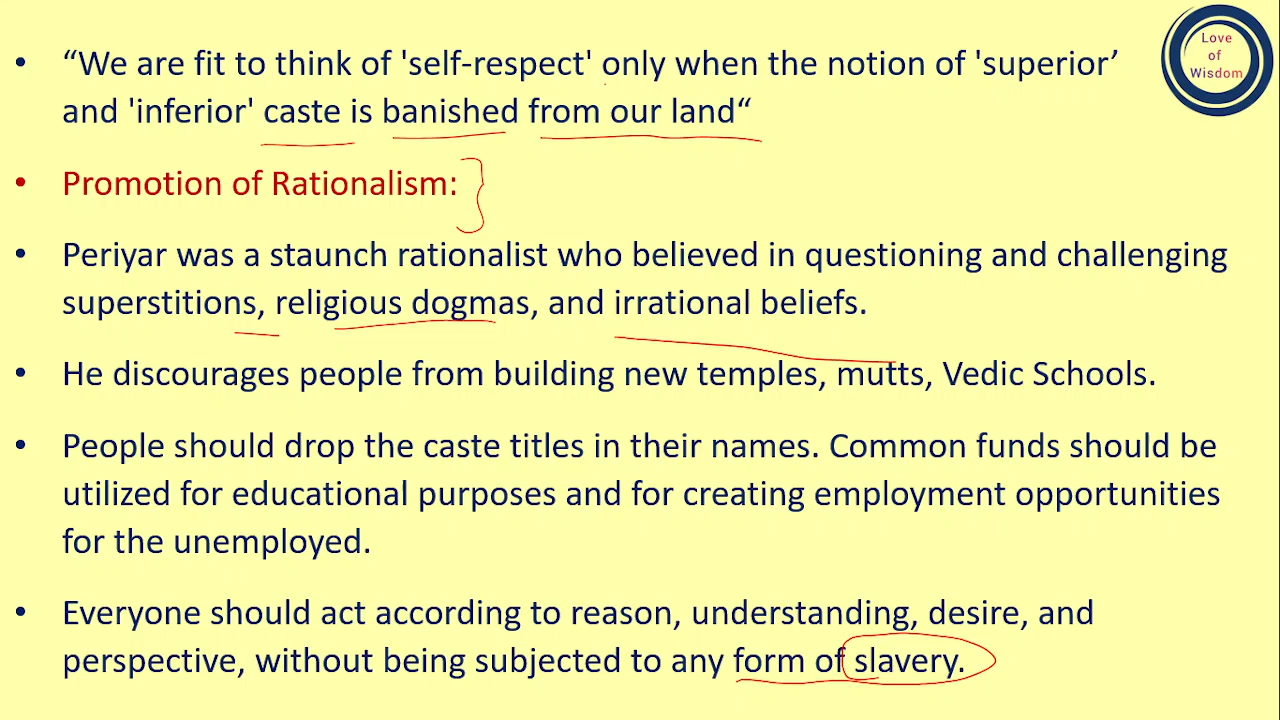 • “We are fit to think of 'self-respect' only when the notion of 'superior’
and 'inferior' caste is banished from our land“
• Promotion of Rationalism:
• Periyar was a staunch rationalist who believed in questioning and challenging
superstitions, religious dogmas, and irrational beliefs.
• He discourages people from building new temples, mutts, Vedic Schools.
• People should drop the caste titles in their names. Common funds should be
utilized for educational purposes and for creating employment opportunities
for the unemployed.
• Everyone should act according to reason, understanding, desire, and
perspective, without being subjected to any form of slavery.
Love
of
Wisdom